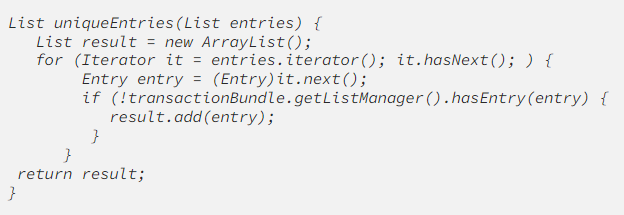 List uniqueEntries(List entries) {
   List result = new ArrayList();
   for (Iterator it = entries.iterator(); it.hasNext(); ) {
        Entry entry = (Entry)it.next();
        if (!transactionBundle.getListManager().hasEntry(entry) {
           result.add(entry);
         }
      }
 return result;
}